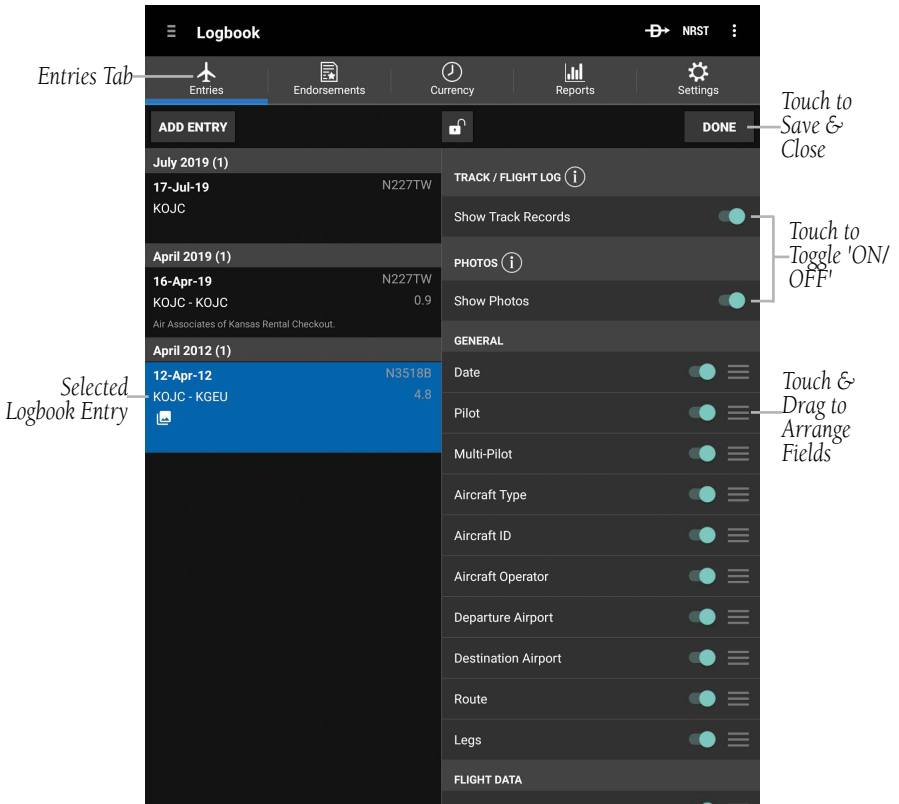 Logbook
NRST
Entries Tab
Entries
Endorsements
Currency
Reports
Settings
Touch to
Save &
Close
ADD ENTRY
DONE
July 2019 (1)
17-Jul-19
N227TW
KOJC
April 2019 (1)
16-Apr-19
N227TW
KOJC - KOJC
0.9
Air Associates of Kansas Rental Checkout.
April 2012 (1)
12-Apr-12
N3518B
KOJC - KGEU
4.8
Selected
Logbook Entry
TRACK / FLIGHT LOG i
Show Track Records
PHOTOS i
Show Photos
Touch to
Toggle 'ON/
OFF'
GENERAL
Date
Pilot
Multi-Pilot
Aircraft Type
Aircraft ID
Aircraft Operator
Departure Airport
Destination Airport
Route
Legs
FLIGHT DATA
Touch &
Drag to
Arrange
Fields